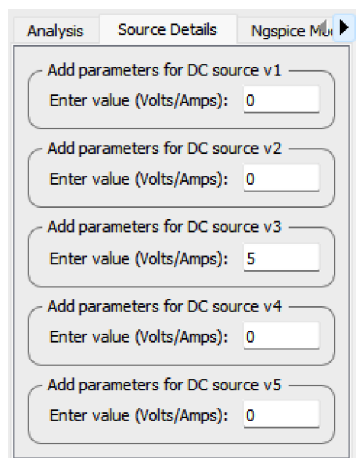 Analysis Source Details Ngspice
Add parameters for DC source v1
Enter value (Volts/Amps): 0
Add parameters for DC source v2
Enter value (Volts/Amps): 0
Add parameters for DC source v3
Enter value (Volts/Amps): 5
Add parameters for DC source v4
Enter value (Volts/Amps): 0
Add parameters for DC source v5
Enter value (Volts/Amps): 0